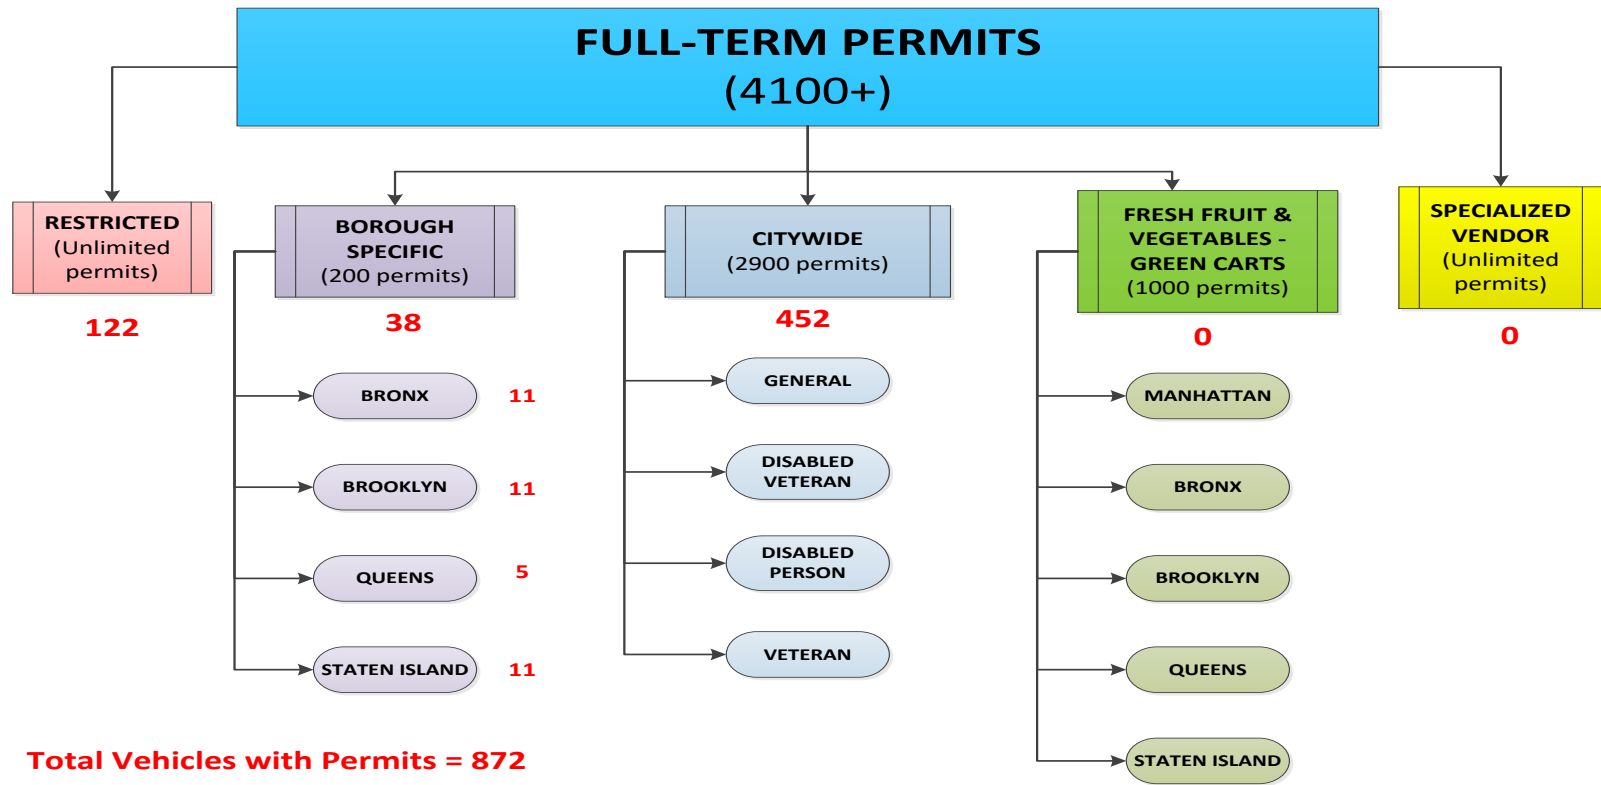 FULL-TERM PERMITS
(4100+)
RESTRICTED
(Unlimited
permits)
122
BOROUGH
SPECIFIC
(200 permits)
38
BRONX
11
BROOKLYN
11
QUEENS
5
STATEN ISLAND
11
CITYWIDE
(2900 permits)
452
GENERAL
DISABLED
VETERAN
DISABLED
PERSON
VETERAN
FRESH FRUIT &
VEGETABLES -
GREEN CARTS
(1000 permits)
0
MANHATTAN
BRONX
BROOKLYN
QUEENS
STATEN ISLAND
SPECIALIZED
VENDOR
(Unlimited
permits)
0
Total Vehicles with Permits = 872